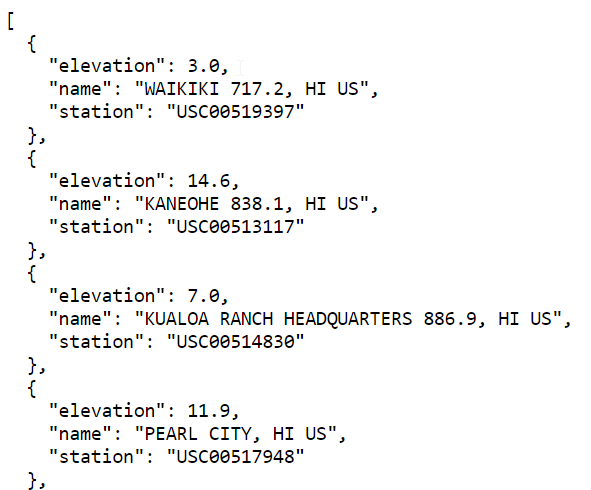 [
  {
    "elevation": 3.0,
    "name": "WAIKIKI 717.2, HI US",
    "station": "USC00519397"
  },
  {
    "elevation": 14.6,
    "name": "KANEOHE 838.1, HI US",
    "station": "USC00513117"
  },
  {
    "elevation": 7.0,
    "name": "KUALOA RANCH HEADQUARTERS 886.9, HI US",
    "station": "USC00514830"
  },
  {
    "elevation": 11.9,
    "name": "PEARL CITY, HI US",
    "station": "USC00517948"
  },